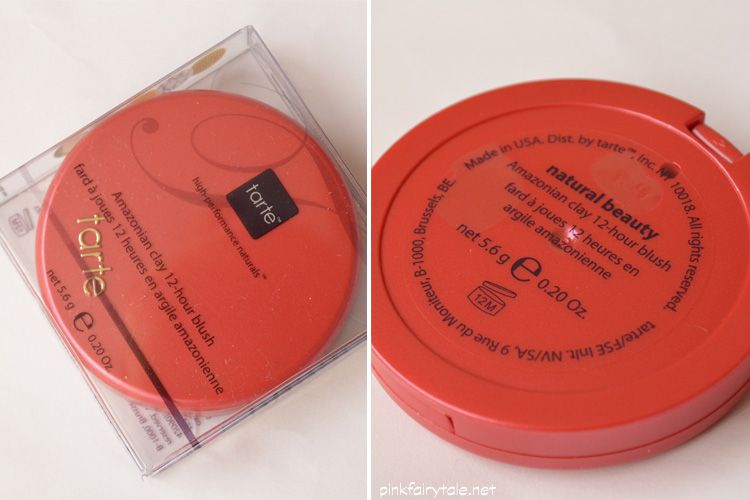 tarte™
high-performance naturals™
Amazonian clay 12-hour blush
fard à joues 12 heures en argile amazonienne
tarte
net 5.6 g e 0.20 Oz
Made in USA. Dist. by tarte™, Inc. NY 10018. All rights reserved.
natural beauty
Amazonian clay 12-hour blush
fard à joues 12 heures en
argile amazonienne
net 5.6 g e 0.20 Oz.
12M
tarte/FSE Inlt. NV/SA, 9 Rue du Moniteur, B-1000, Brussels, BE.
pinkfairytale.net